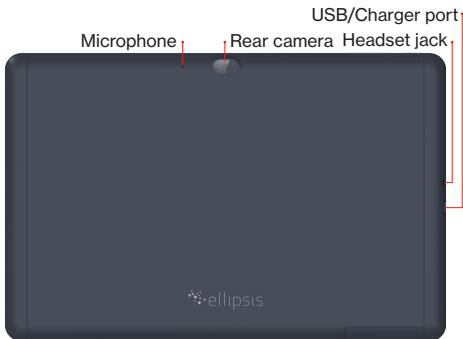 USB/Charger port
Microphone
Rear camera
Headset jack
ellipsis